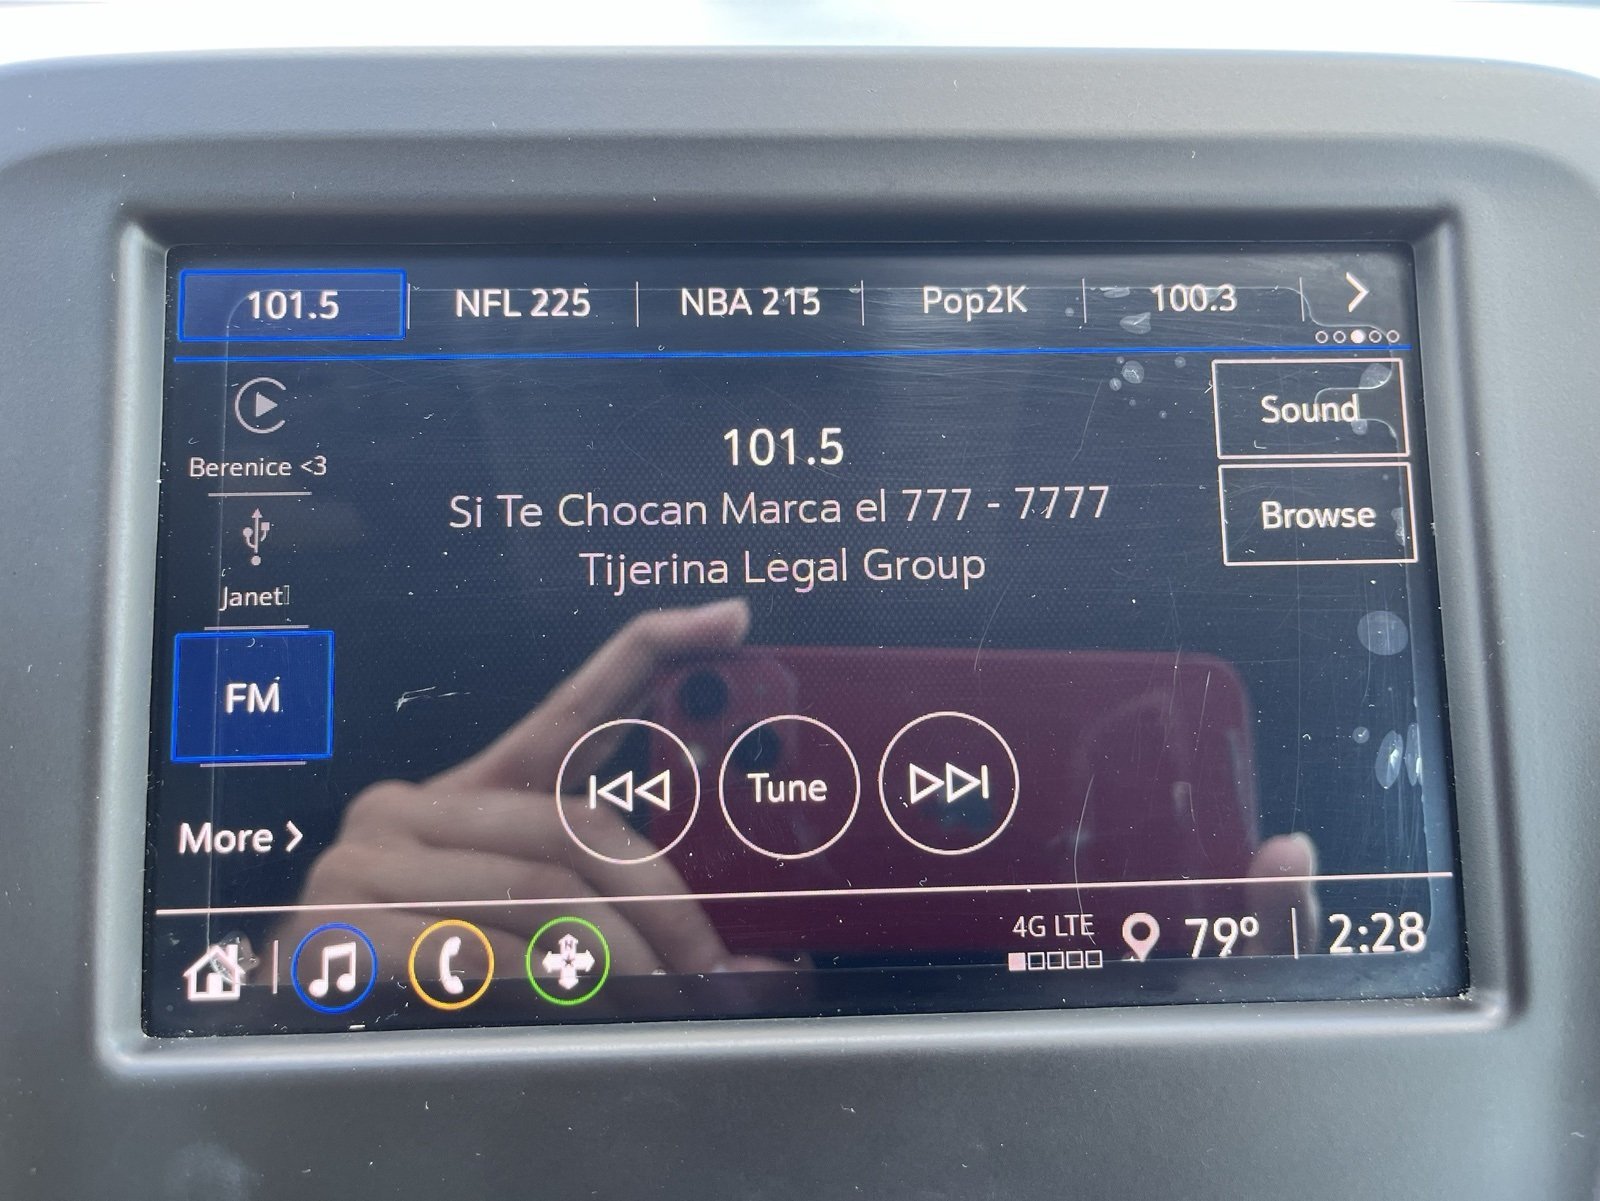 101.5
NFL 225
NBA 215
Pop2K
100.3
Berenice <3
Janet
FM
More
101.5
Si Te Chocan Marca el 777 - 7777
Tijerina Legal Group
Sound
Browse
Tune
N
4G LTE
79°
2:28